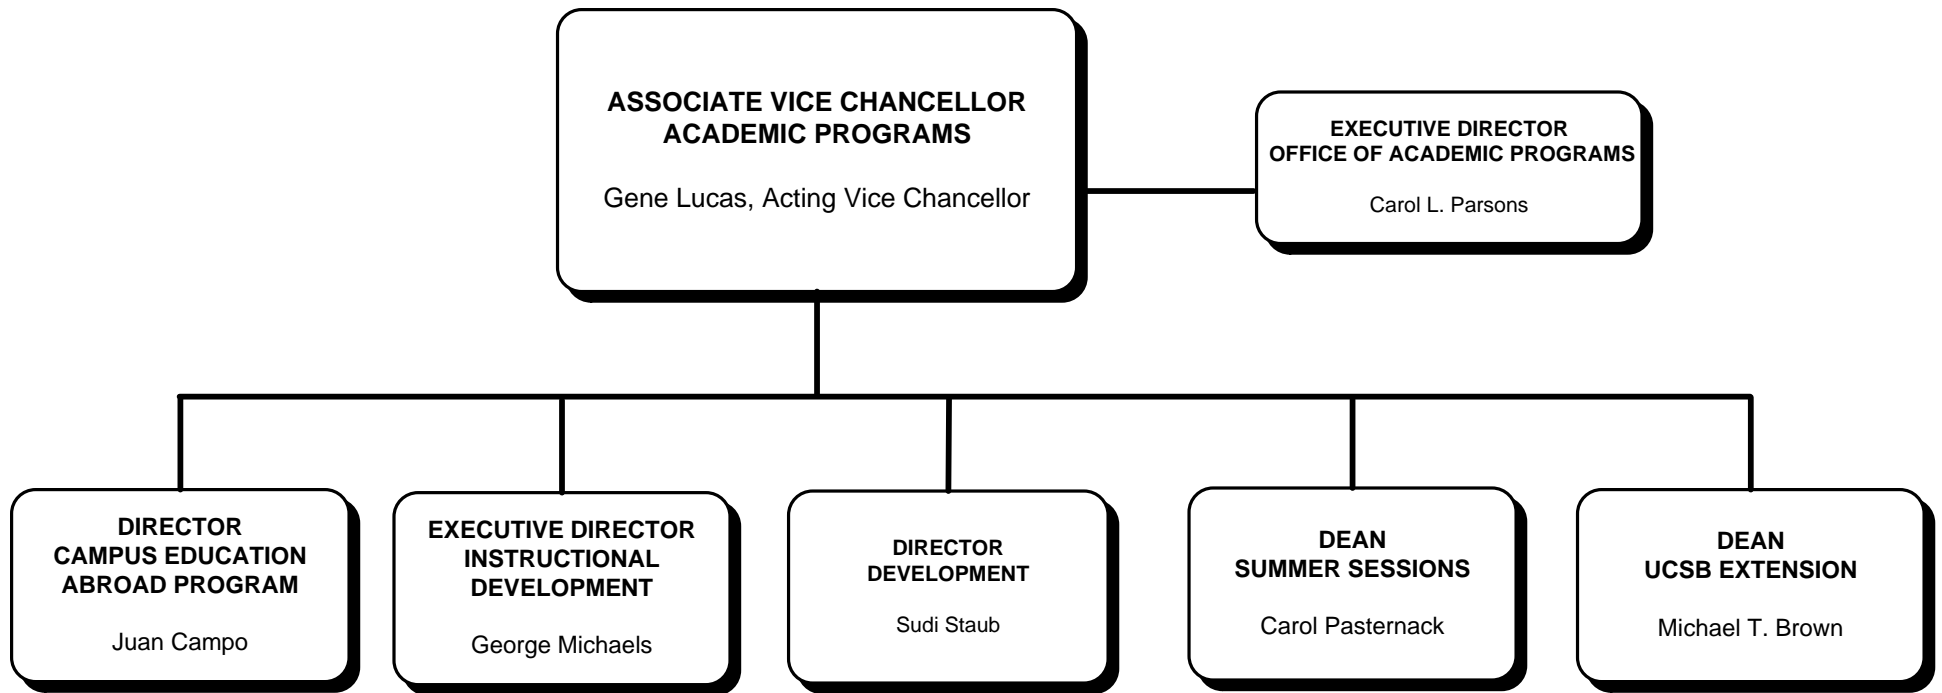 ASSOCIATE VICE CHANCELLOR
ACADEMIC PROGRAMS
Gene Lucas, Acting Vice Chancellor
EXECUTIVE DIRECTOR
OFFICE OF ACADEMIC PROGRAMS
Carol L. Parsons
DIRECTOR
CAMPUS EDUCATION
ABROAD PROGRAM
Juan Campo
EXECUTIVE DIRECTOR
INSTRUCTIONAL
DEVELOPMENT
George Michaels
DIRECTOR
DEVELOPMENT
Sudi Staub
DEAN
SUMMER SESSIONS
Carol Pasternack
DEAN
UCSB EXTENSION
Michael T. Brown